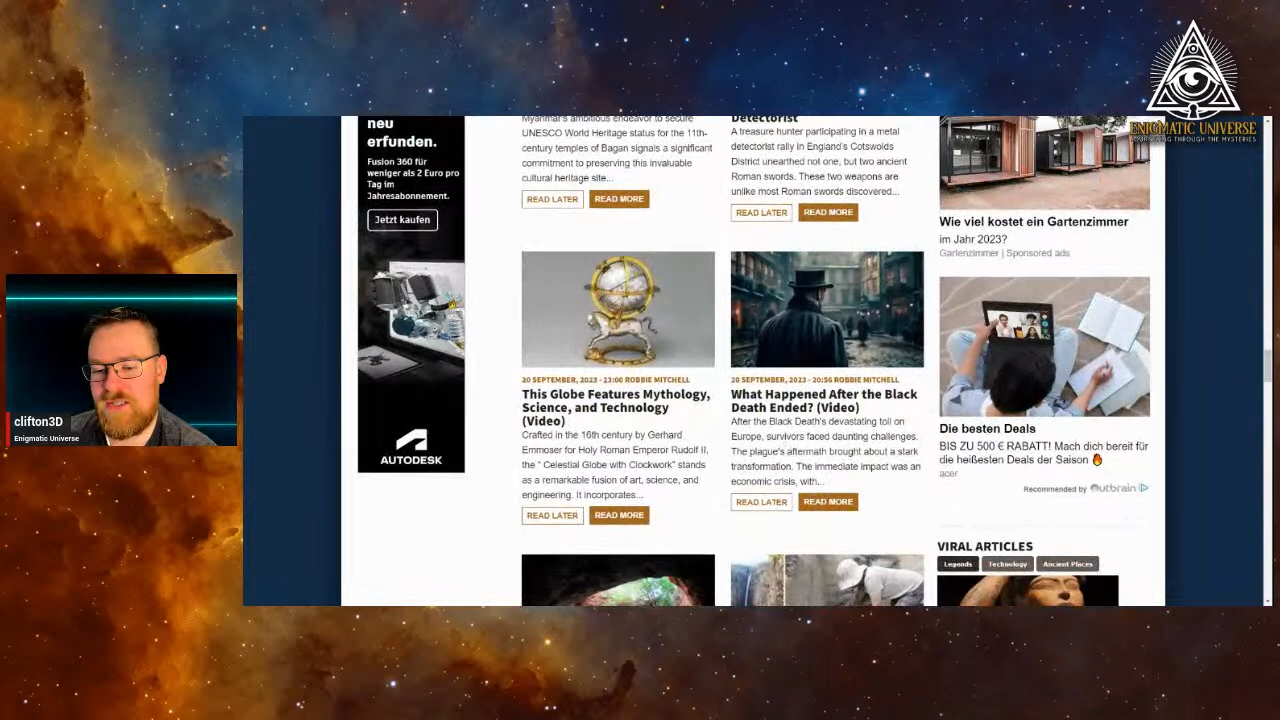 ENIGMATIC UNIVERSE
JOURNEYING THROUGH THE MYSTERIES
neu
erfunden.
Fusion 360 für
weniger als 2 Euro pro
Tag im
Jahresabonnement.
Jetzt kaufen
AUTODESK
Myanmar's ambitious endeavor to secure
UNESCO World Heritage status for the 11th-
century temples of Bagan signals a significant
commitment to preserving this invaluable
cultural heritage site...
READ LATER
READ MORE
Detectorist
A treasure hunter participating in a metal
detectorist rally in England's Cotswolds
District unearthed not one, but two ancient
Roman swords. These two weapons are
unlike most Roman swords discovered...
READ LATER
READ MORE
20 SEPTEMBER, 2023 - 23:00 ROBBIE MITCHELL
This Globe Features Mythology,
Science, and Technology
(Video)
Crafted in the 16th century by Gerhard
Emmoser for Holy Roman Emperor Rudolf II,
the " Celestial Globe with Clockwork" stands
as a remarkable fusion of art, science, and
engineering. It incorporates...
READ LATER
READ MORE
20 SEPTEMBER, 2023 - 20:56 ROBBIE MITCHELL
What Happened After the Black
Death Ended? (Video)
After the Black Death's devastating toll on
Europe, survivors faced daunting challenges.
The plague's aftermath brought about a stark
transformation. The immediate impact was an
economic crisis, with...
READ LATER
READ MORE
Wie viel kostet ein Gartenzimmer
im Jahr 2023?
Gartenzimmer | Sponsored ads
Die besten Deals
BIS ZU 500 € RABATT! Mach dich bereit für
die heißesten Deals der Saison 🔥
acer
Recommended by Outbrain
VIRAL ARTICLES
Legends
Technology
Ancient Places
clifton3D
Enigmatic Universe